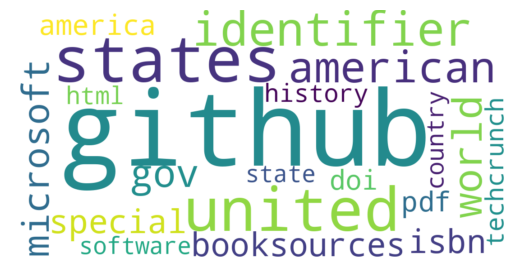 america
identifier
states
american
microsoft
html
history
github
gov
state
doi
country
world
techcrunch
special
united
pdf
software
booksources
isbn